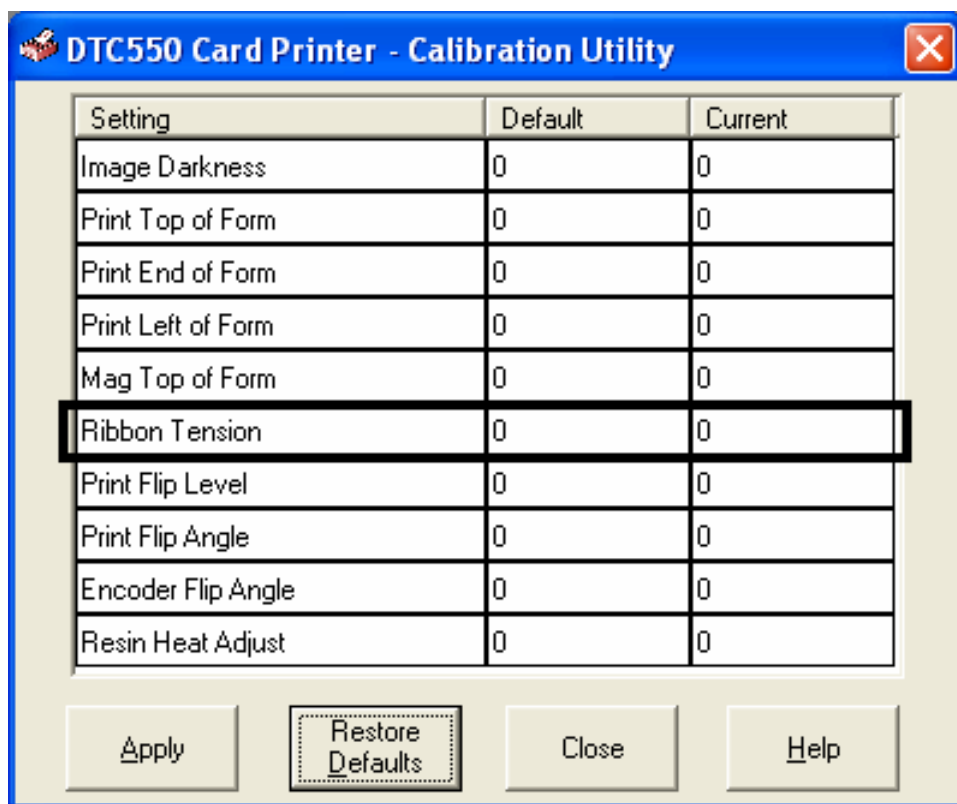 DTC550 Card Printer - Calibration Utility
Setting Default Current
Image Darkness 0 0
Print Top of Form 0 0
Print End of Form 0 0
Print Left of Form 0 0
Mag Top of Form 0 0
Ribbon Tension 0 0
Print Flip Level 0 0
Print Flip Angle 0 0
Encoder Flip Angle 0 0
Resin Heat Adjust 0 0
Apply Restore Defaults Close Help